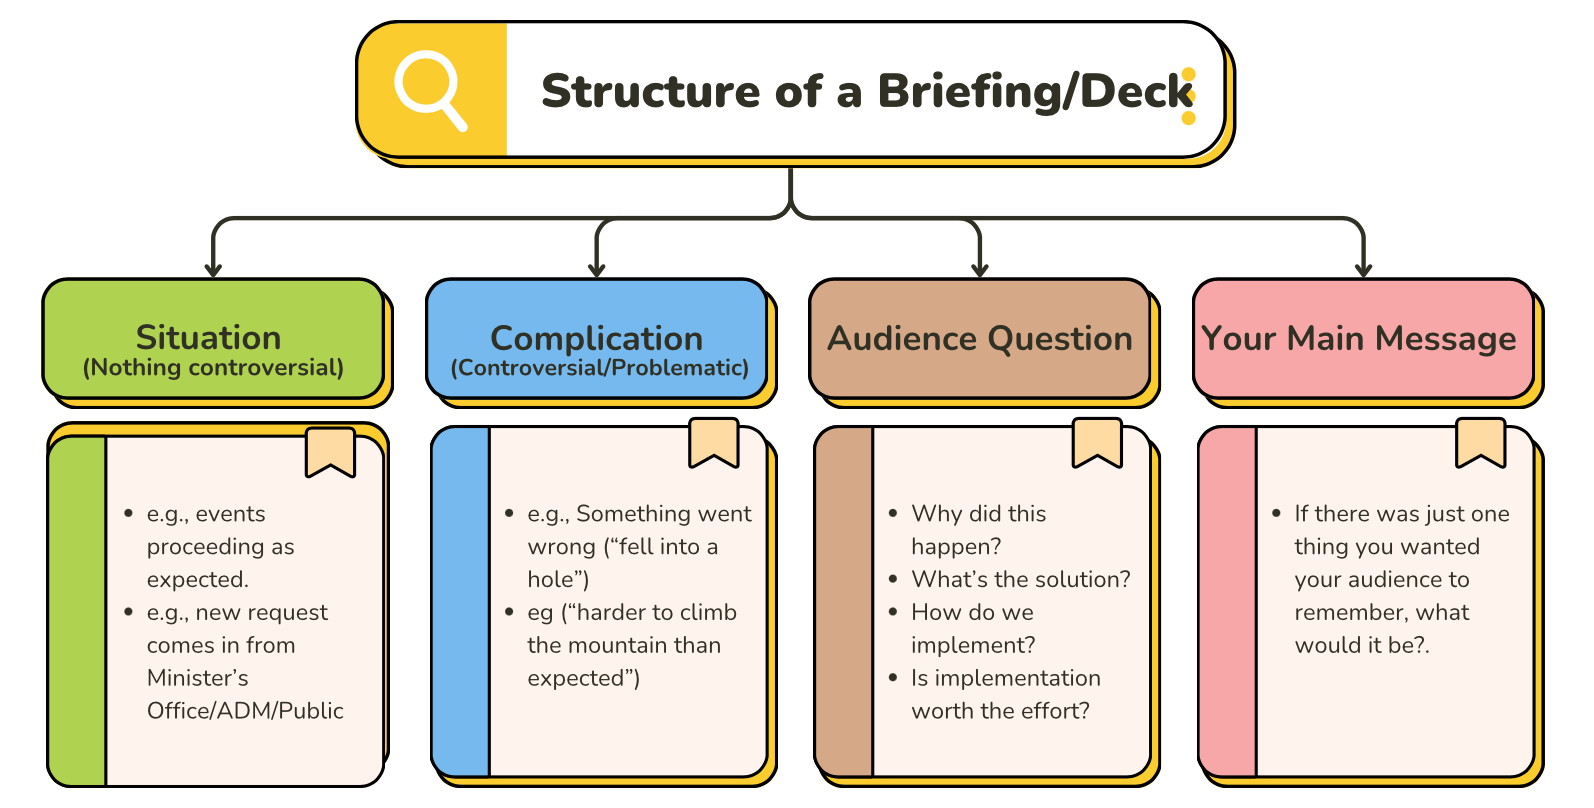 Structure of a Briefing/Deck
Situation
(Nothing controversial)
Complication
(Controversial/Problematic)
Audience Question
Your Main Message
• e.g., events
proceeding as
expected.
• e.g., new request
comes in from
Minister’s
Office/ADM/Public
• e.g., Something went
wrong (“fell into a
hole”)
• eg (“harder to climb
the mountain than
expected”)
• Why did this
happen?
• What’s the solution?
• How do we
implement?
• Is implementation
worth the effort?
• If there was just one
thing you wanted
your audience to
remember, what
would it be?.